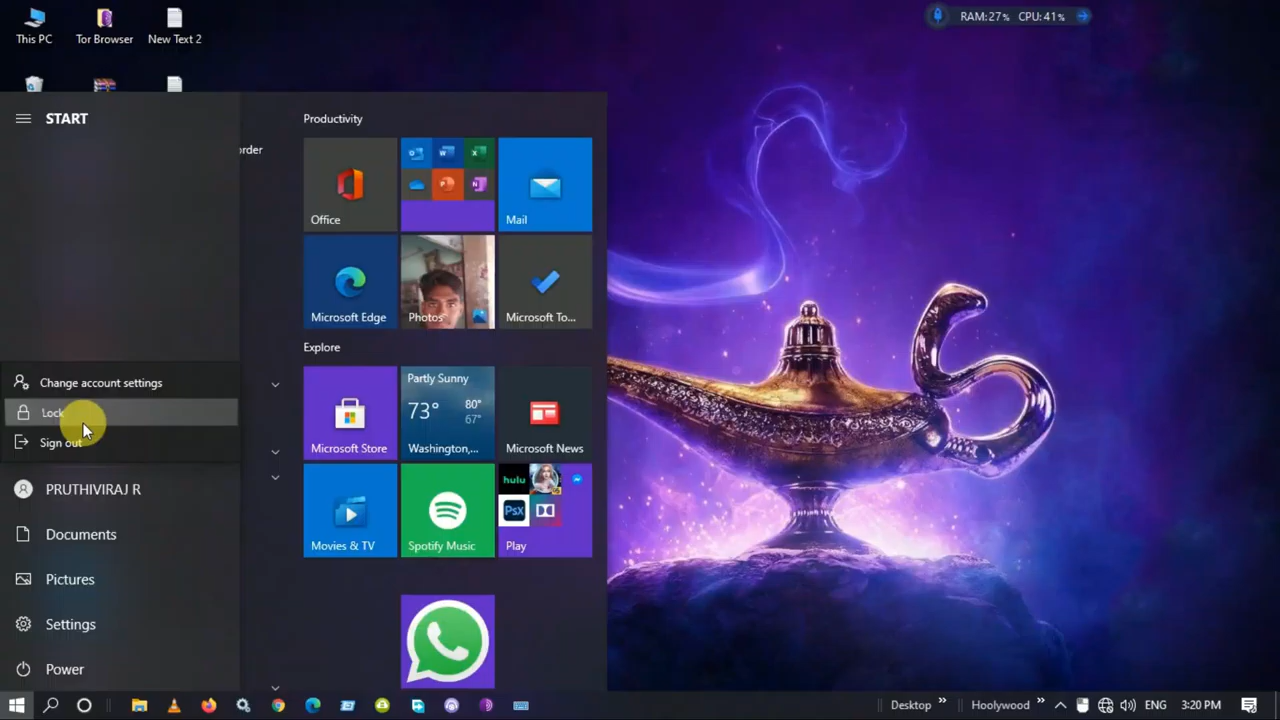 RAM:27% CPU:41%
This PC
Tor Browser
New Text 2
START
Productivity
order
Office
Mail
Microsoft Edge
Photos
Microsoft To...
Explore
Change account settings
Lock
Sign out
Partly Sunny
73° 80°
67°
Microsoft Store
Washington,...
Microsoft News
PRUTHIVIRAJ R
hulu
Psx
Documents
Movies & TV
Spotify Music
Play
Pictures
Settings
Power
Desktop
Hoolywood
ENG
3:20 PM